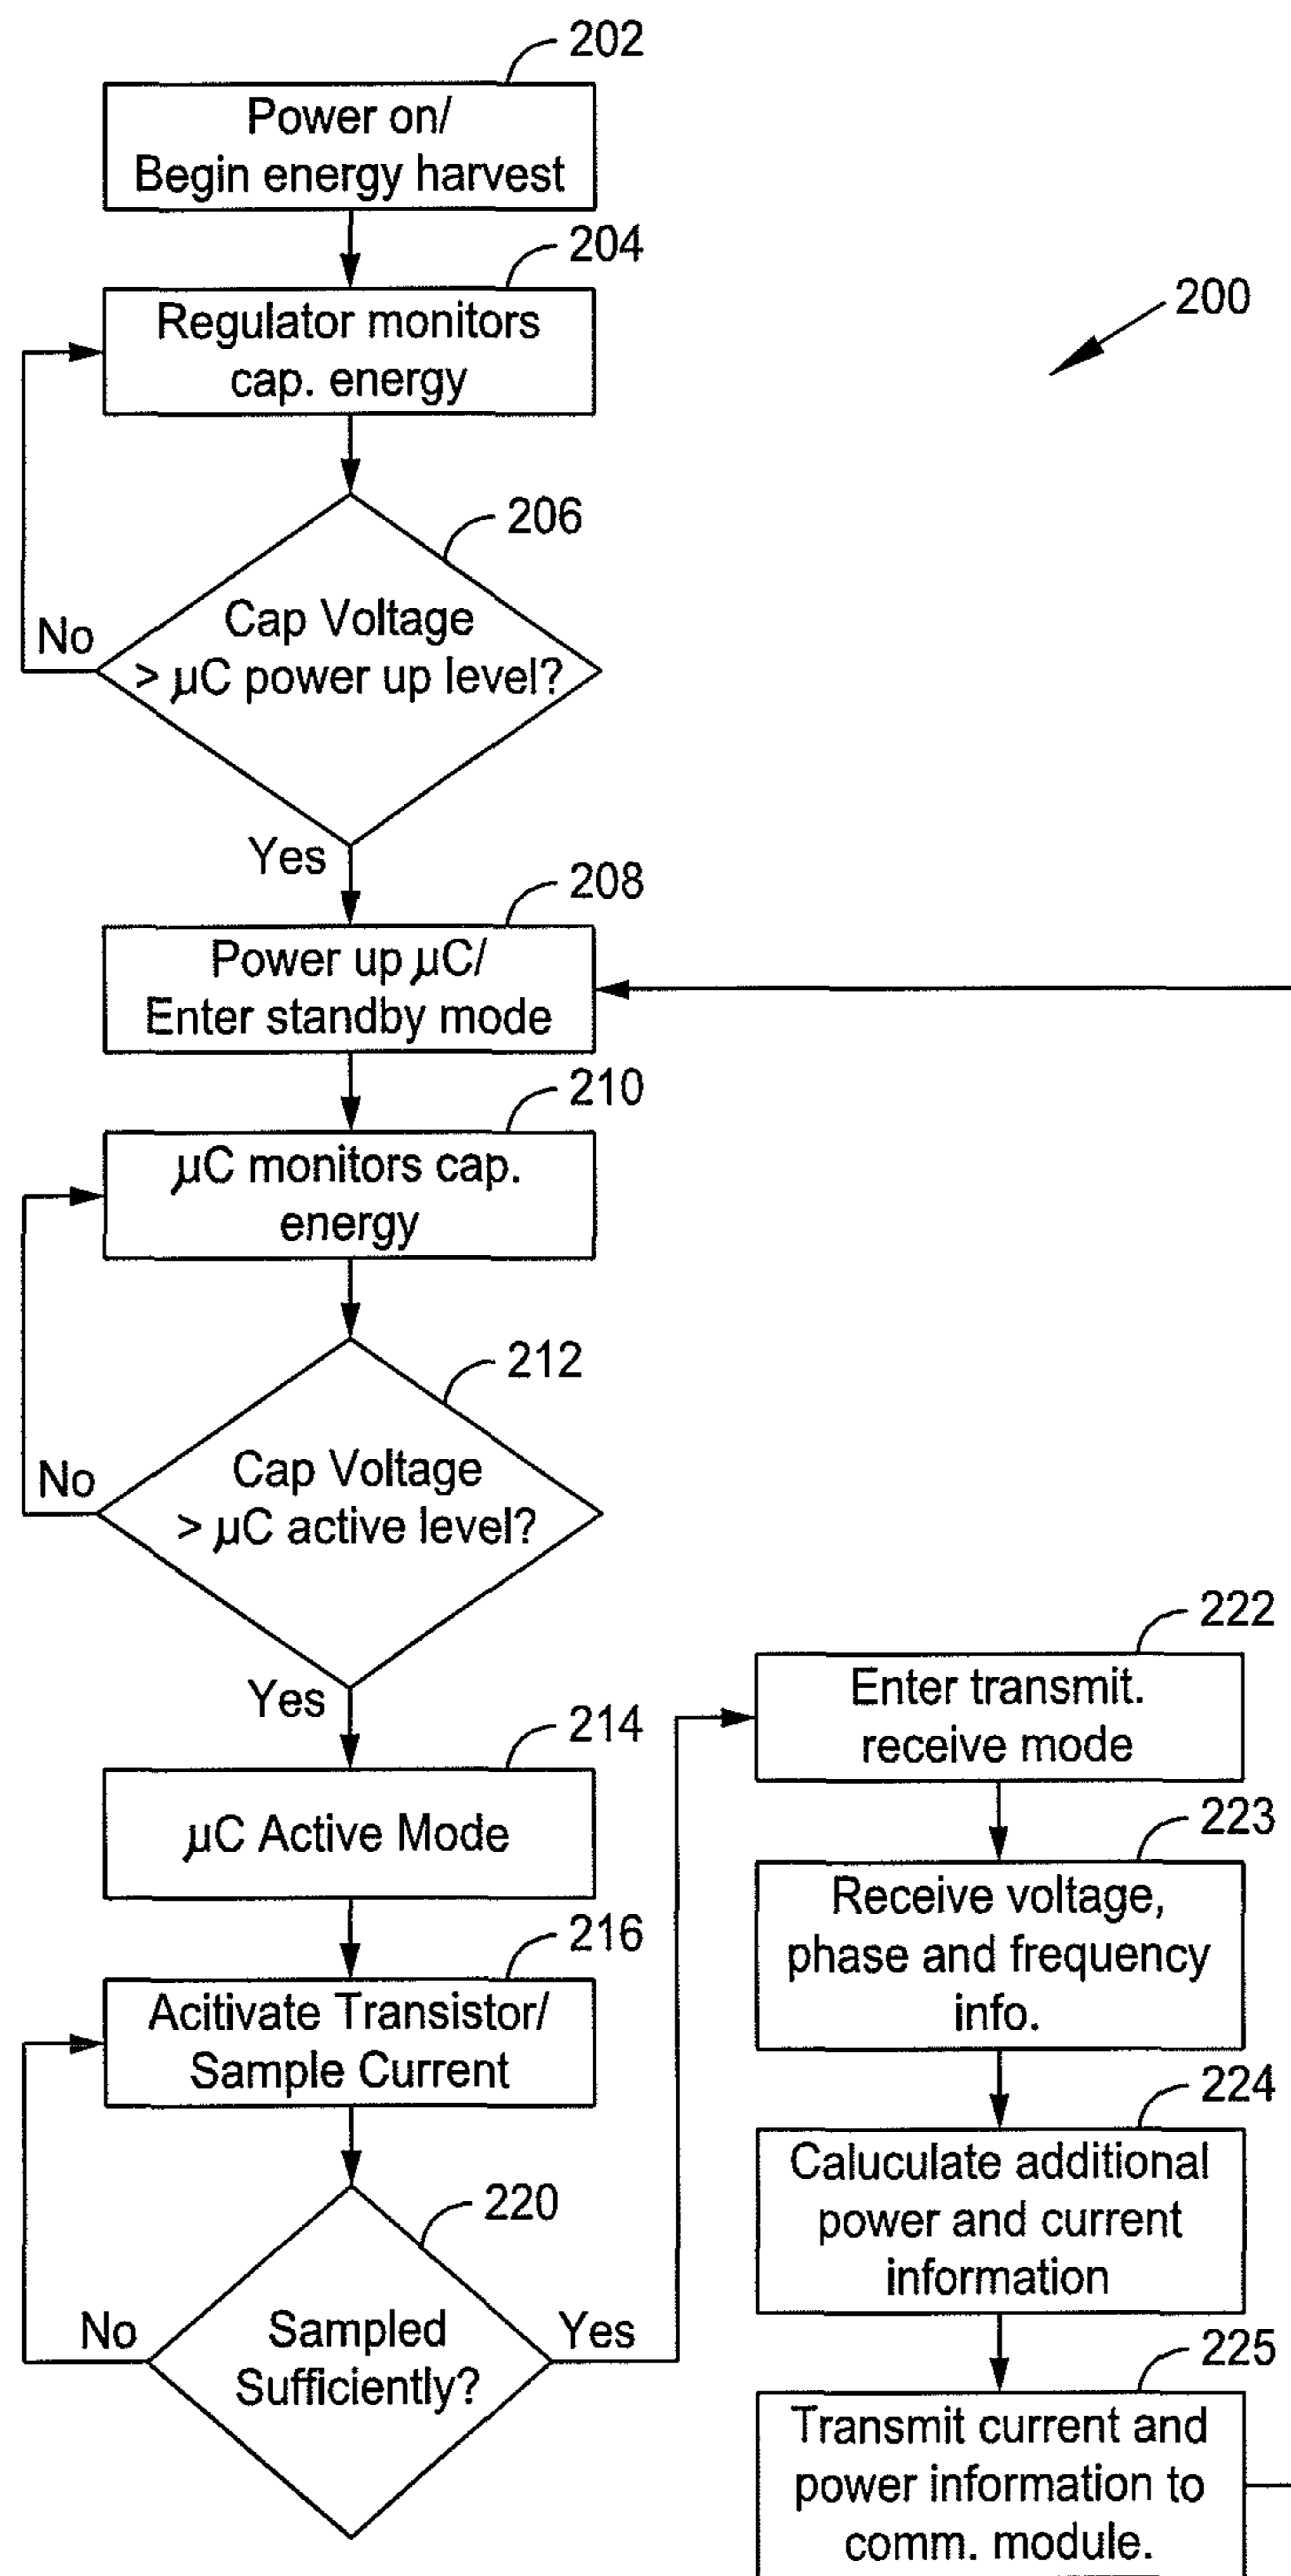 202
Power on/
Begin energy harvest
204
Regulator monitors
cap. energy
200
206
Cap Voltage
> µC power up level?
No
Yes
208
Power up µC/
Enter standby mode
210
µC monitors cap.
energy
212
Cap Voltage
> µC active level?
No
Yes
214
µC Active Mode
216
Acitivate Transistor/
Sample Current
220
Sampled
Sufficiently?
No
Yes
222
Enter transmit.
receive mode
223
Receive voltage,
phase and frequency
info.
224
Caluculate additional
power and current
information
225
Transmit current and
power information to
comm. module.